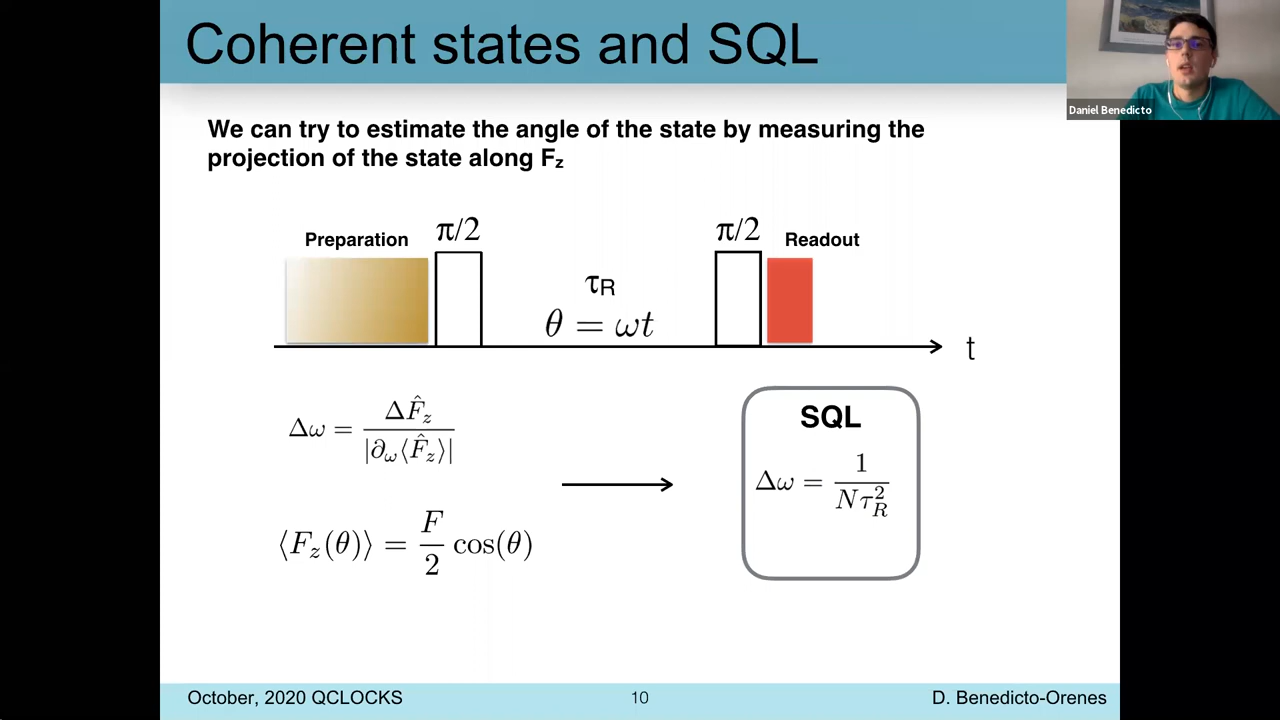 Coherent states and SQL
Daniel Benedicto
We can try to estimate the angle of the state by measuring the
projection of the state along Fz
Preparation
π/2
π/2
Readout
τR
θ = ωt
t
Δω = ΔF̂z / |∂ω⟨F̂z⟩|
SQL
Δω = 1 / Nτ²R
⟨Fz(θ)⟩ = F/2 cos(θ)
October, 2020 QCLOCKS
10
D. Benedicto-Orenes